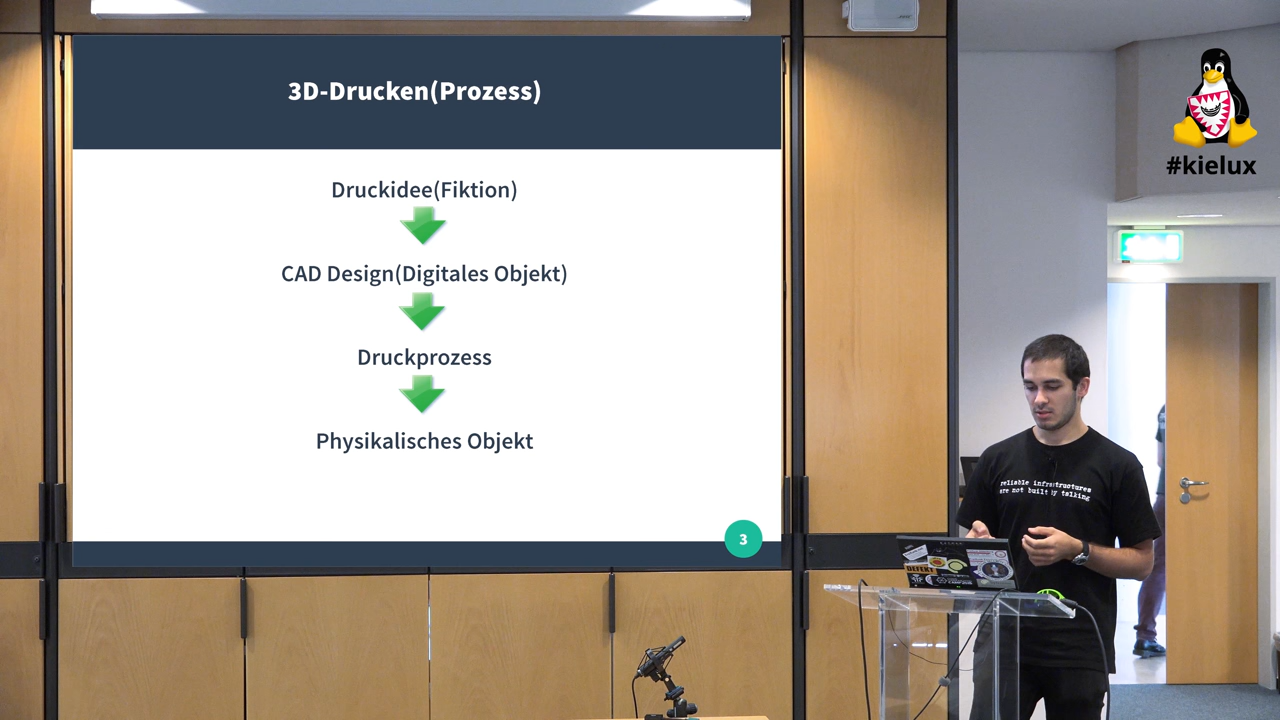 3D-Drucken(Prozess)
Druckidee(Fiktion)
CAD Design(Digitales Objekt)
Druckprozess
Physikalisches Objekt
3
#kielux
reliable infrastructures
are not built by talking
DEFEKT